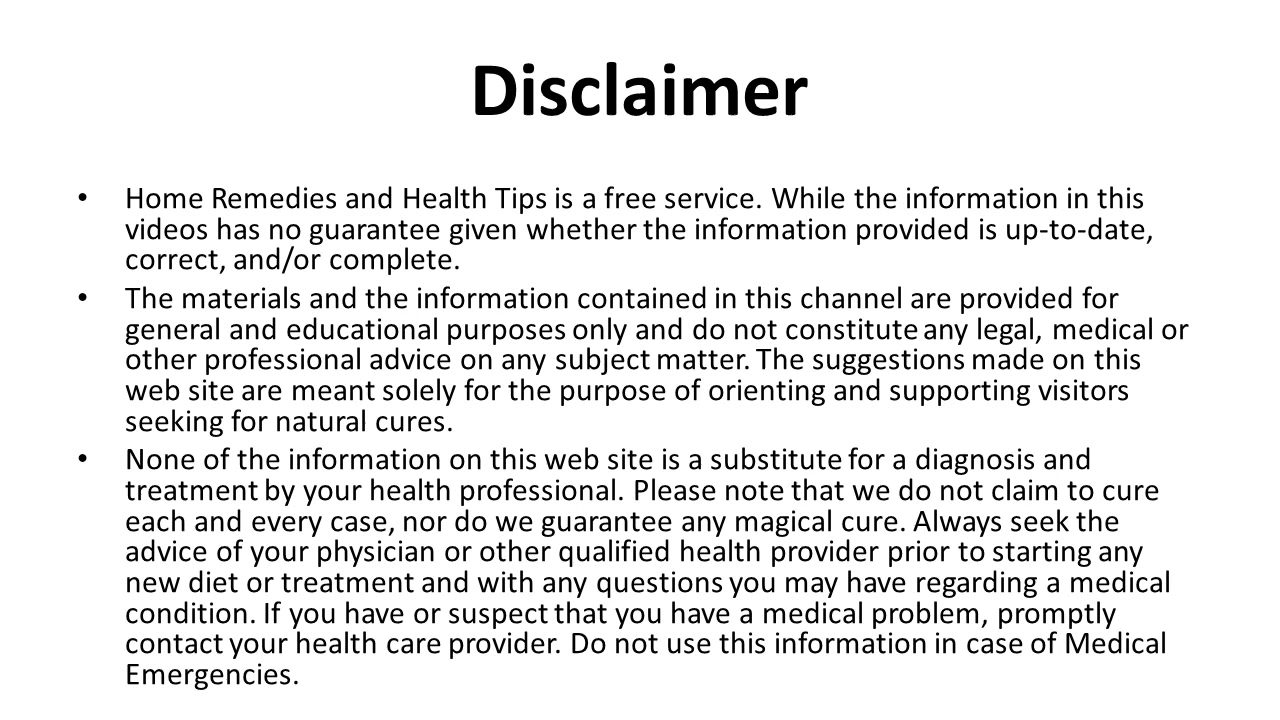 Disclaimer
• Home Remedies and Health Tips is a free service. While the information in this
videos has no guarantee given whether the information provided is up-to-date,
correct, and/or complete.
• The materials and the information contained in this channel are provided for
general and educational purposes only and do not constitute any legal, medical or
other professional advice on any subject matter. The suggestions made on this
web site are meant solely for the purpose of orienting and supporting visitors
seeking for natural cures.
• None of the information on this web site is a substitute for a diagnosis and
treatment by your health professional. Please note that we do not claim to cure
each and every case, nor do we guarantee any magical cure. Always seek the
advice of your physician or other qualified health provider prior to starting any
new diet or treatment and with any questions you may have regarding a medical
condition. If you have or suspect that you have a medical problem, promptly
contact your health care provider. Do not use this information in case of Medical
Emergencies.